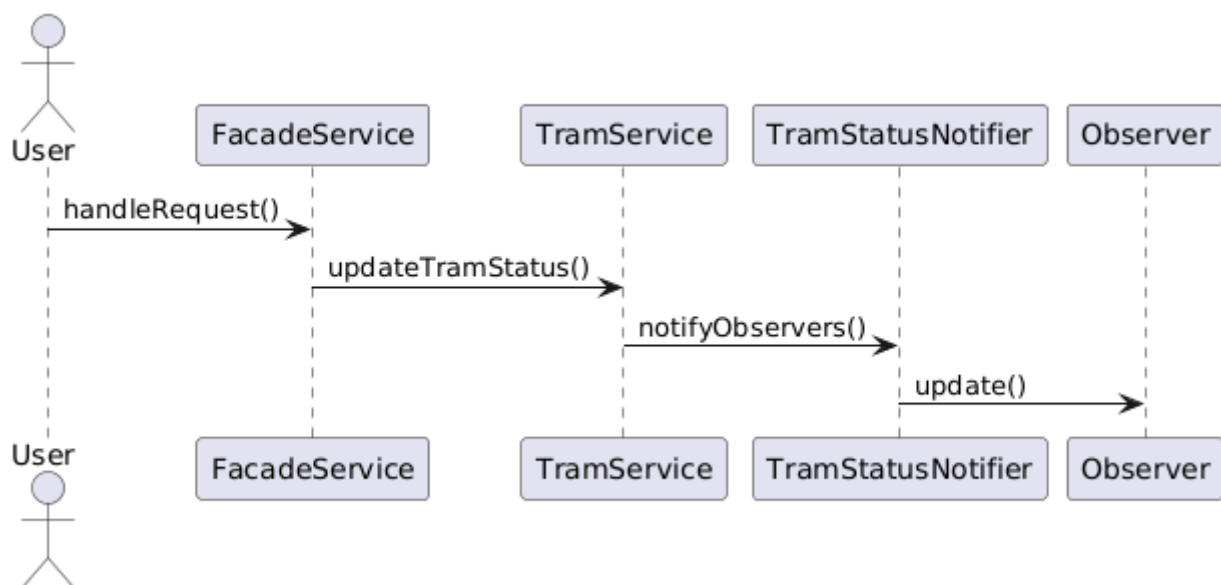 User
FacadeService
TramService
TramStatusNotifier
Observer
handleRequest()
updateTramStatus()
notifyObservers()
update()
User
FacadeService
TramService
TramStatusNotifier
Observer